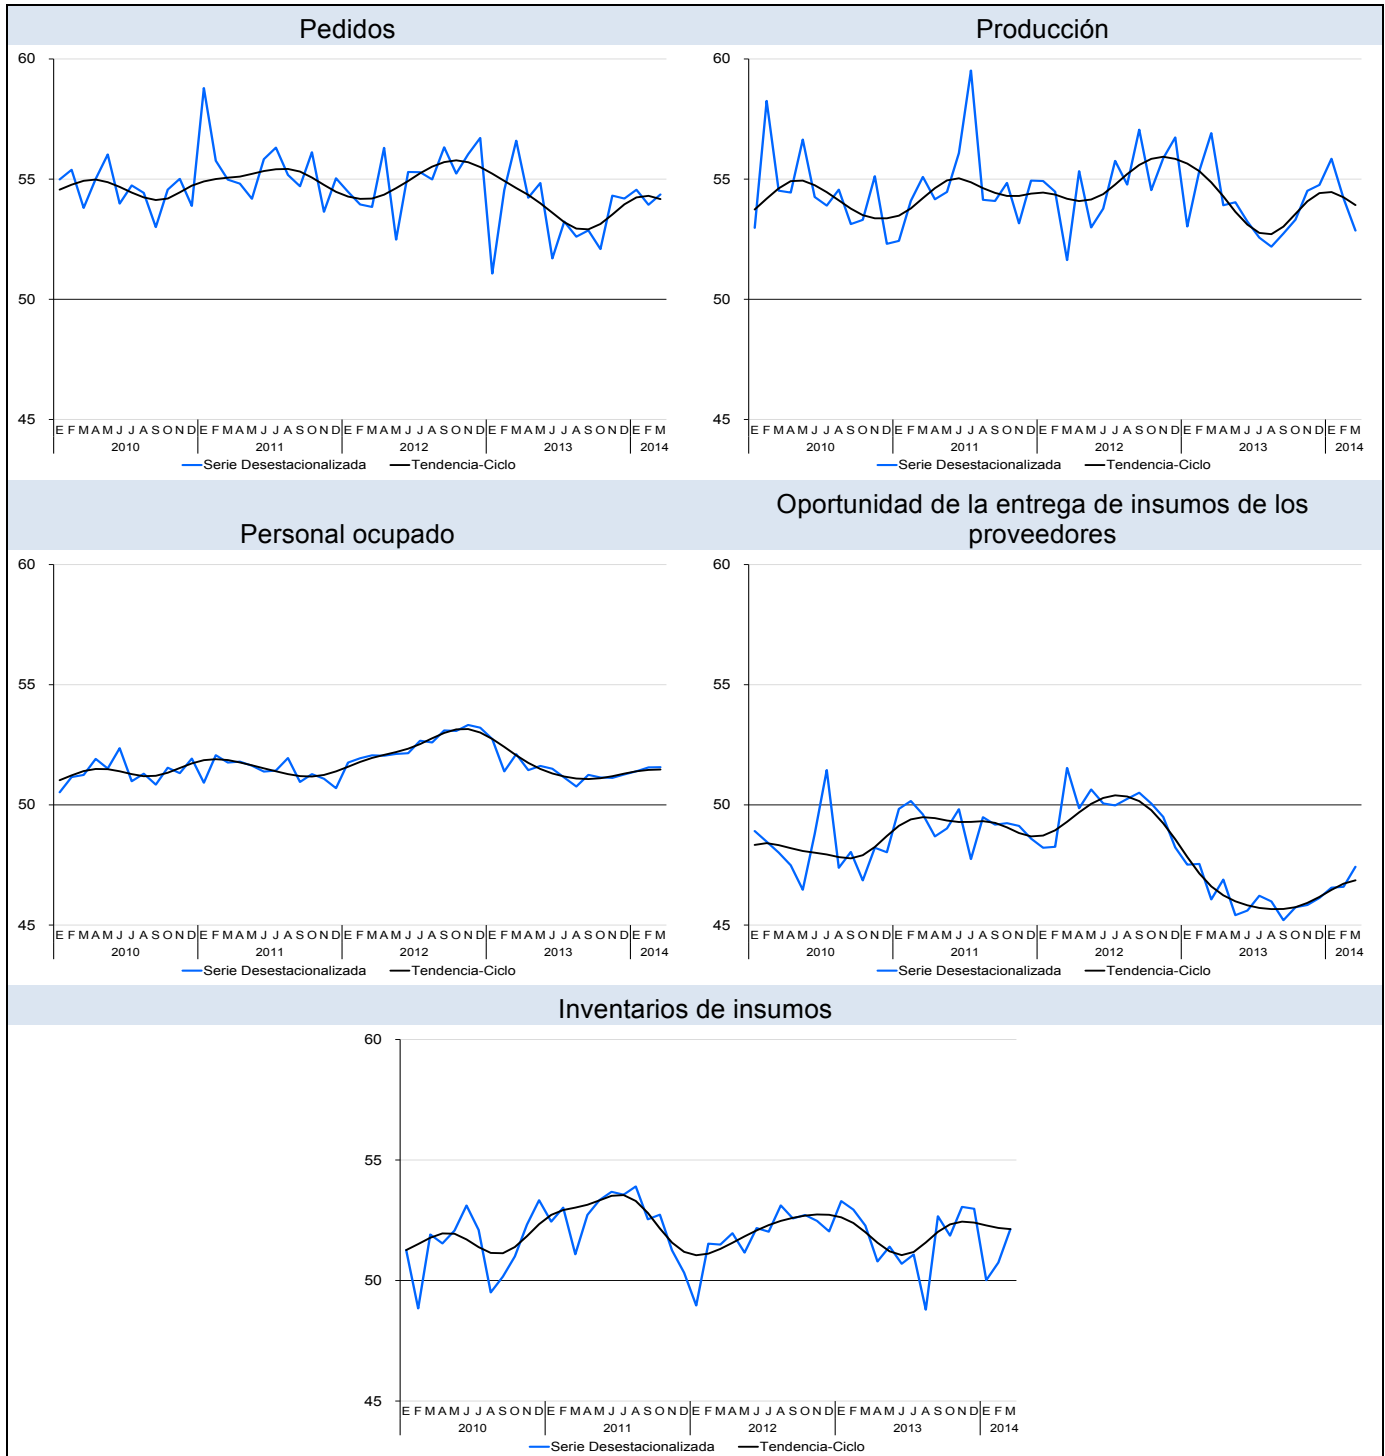 Pedidos
60
55
50
45
E F M A M J J A S O N D E F M A M J J A S O N D E F M A M J J A S O N D E F M A M J J A S O N D E F M
2010 2011 2012 2013 2014
Serie Desestacionalizada Tendencia-Ciclo
Producción
60
55
50
45
E F M A M J J A S O N D E F M A M J J A S O N D E F M A M J J A S O N D E F M A M J J A S O N D E F M
2010 2011 2012 2013 2014
Serie Desestacionalizada Tendencia-Ciclo
Personal ocupado
60
55
50
45
E F M A M J J A S O N D E F M A M J J A S O N D E F M A M J J A S O N D E F M A M J J A S O N D E F M
2010 2011 2012 2013 2014
Serie Desestacionalizada Tendencia-Ciclo
Oportunidad de la entrega de insumos de los
proveedores
60
55
50
45
E F M A M J J A S O N D E F M A M J J A S O N D E F M A M J J A S O N D E F M A M J J A S O N D E F M
2010 2011 2012 2013 2014
Serie Desestacionalizada Tendencia-Ciclo
Inventarios de insumos
60
55
50
45
E F M A M J J A S O N D E F M A M J J A S O N D E F M A M J J A S O N D E F M A M J J A S O N D E F M
2010 2011 2012 2013 2014
Serie Desestacionalizada Tendencia-Ciclo